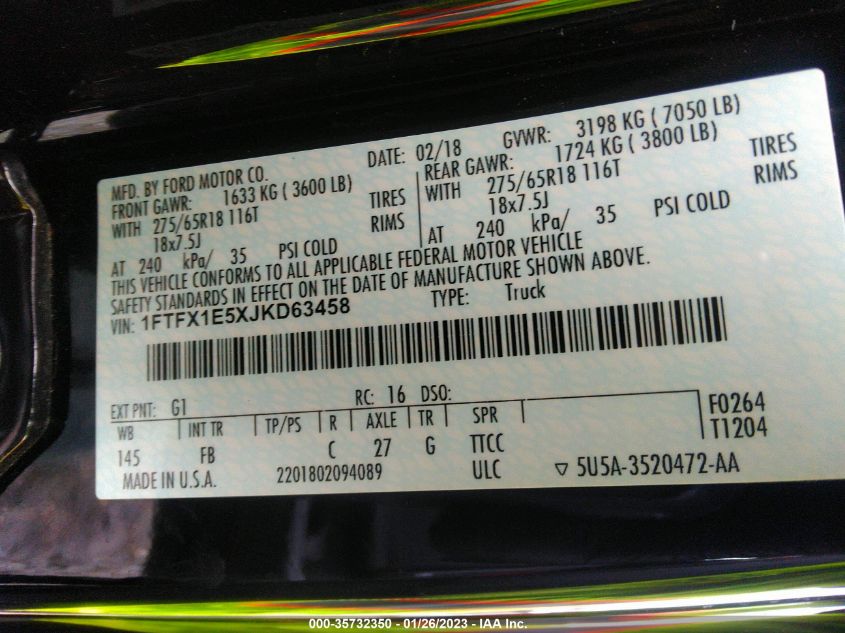 MFD. BY FORD MOTOR CO. DATE: 02/18 GVWR: 3198 KG ( 7050 LB)
FRONT GAWR: 1633 KG ( 3600 LB) REAR GAWR: 1724 KG ( 3800 LB)
WITH 275/65R18 116T TIRES WITH 275/65R18 116T TIRES
18x7.5J RIMS 18x7.5J RIMS
AT 240 kPa/ 35 PSI COLD AT 240 kPa/ 35 PSI COLD
THIS VEHICLE CONFORMS TO ALL APPLICABLE FEDERAL MOTOR VEHICLE
SAFETY STANDARDS IN EFFECT ON THE DATE OF MANUFACTURE SHOWN ABOVE.
VIN: 1FTFX1E5XJKD63458 TYPE: Truck
EXT PNT: G1 RC: 16 DSO: F0264
WB INT TR TP/PS R AXLE TR SPR T1204
145 FB C 27 G TTCC
MADE IN U.S.A. 2201802094089 ULC ▽ 5U5A-3520472-AA
000-35732350 - 01/26/2023 - IAA Inc.